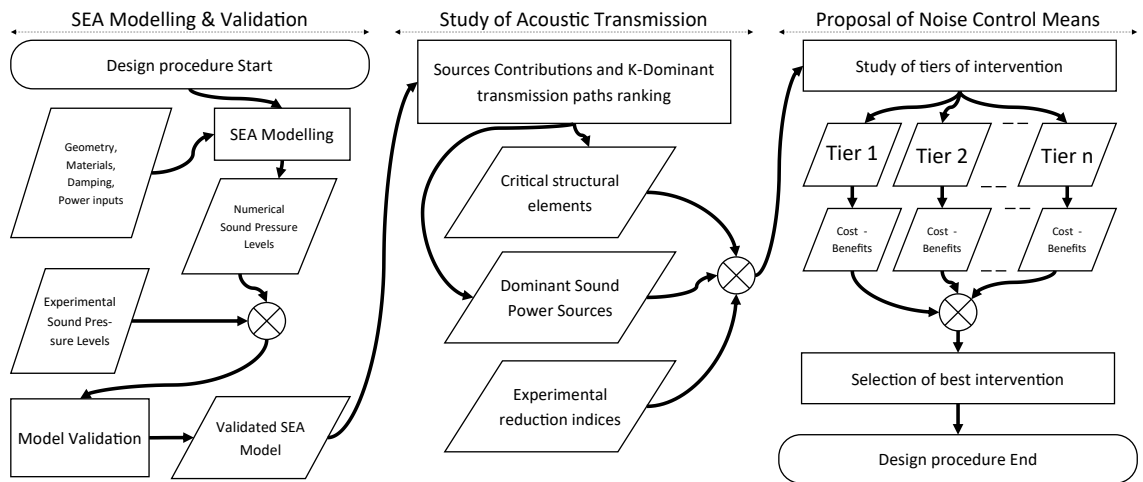 SEA Modelling & Validation
Design procedure Start
SEA Modelling
Geometry,
Materials,
Damping,
Power inputs
Numerical
Sound Pressure
Levels
Experimental
Sound Pres-
sure Levels
Model Validation
Validated SEA
Model
Study of Acoustic Transmission
Sources Contributions and K-Dominant
transmission paths ranking
Critical structural
elements
Dominant Sound
Power Sources
Experimental
reduction indices
Proposal of Noise Control Means
Study of tiers of intervention
Tier 1
Tier 2
Tier n
Cost -
Benefits
Cost -
Benefits
Cost -
Benefits
Selection of best intervention
Design procedure End